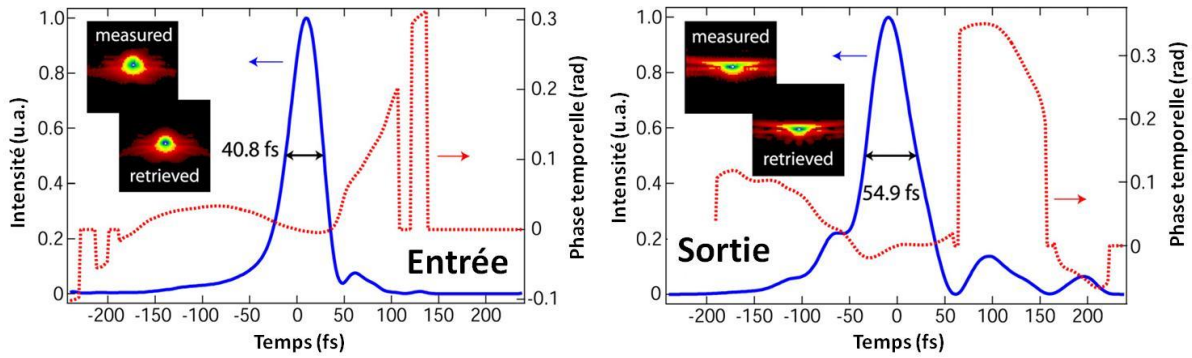 measured
retrieved
40.8 fs
Entrée
Intensité (u.a.)
1.0
0.8
0.6
0.4
0.2
0
Phase temporelle (rad)
0.3
0.2
0.1
0
-0.1
-200 -150 -100 -50 0 50 100 150 200
Temps (fs)
measured
retrieved
54.9 fs
Sortie
Intensité (u.a.)
1.0
0.8
0.6
0.4
0.2
0
Phase temporelle (rad)
0.3
0.2
0.1
0
-200 -150 -100 -50 0 50 100 150 200
Temps (fs)